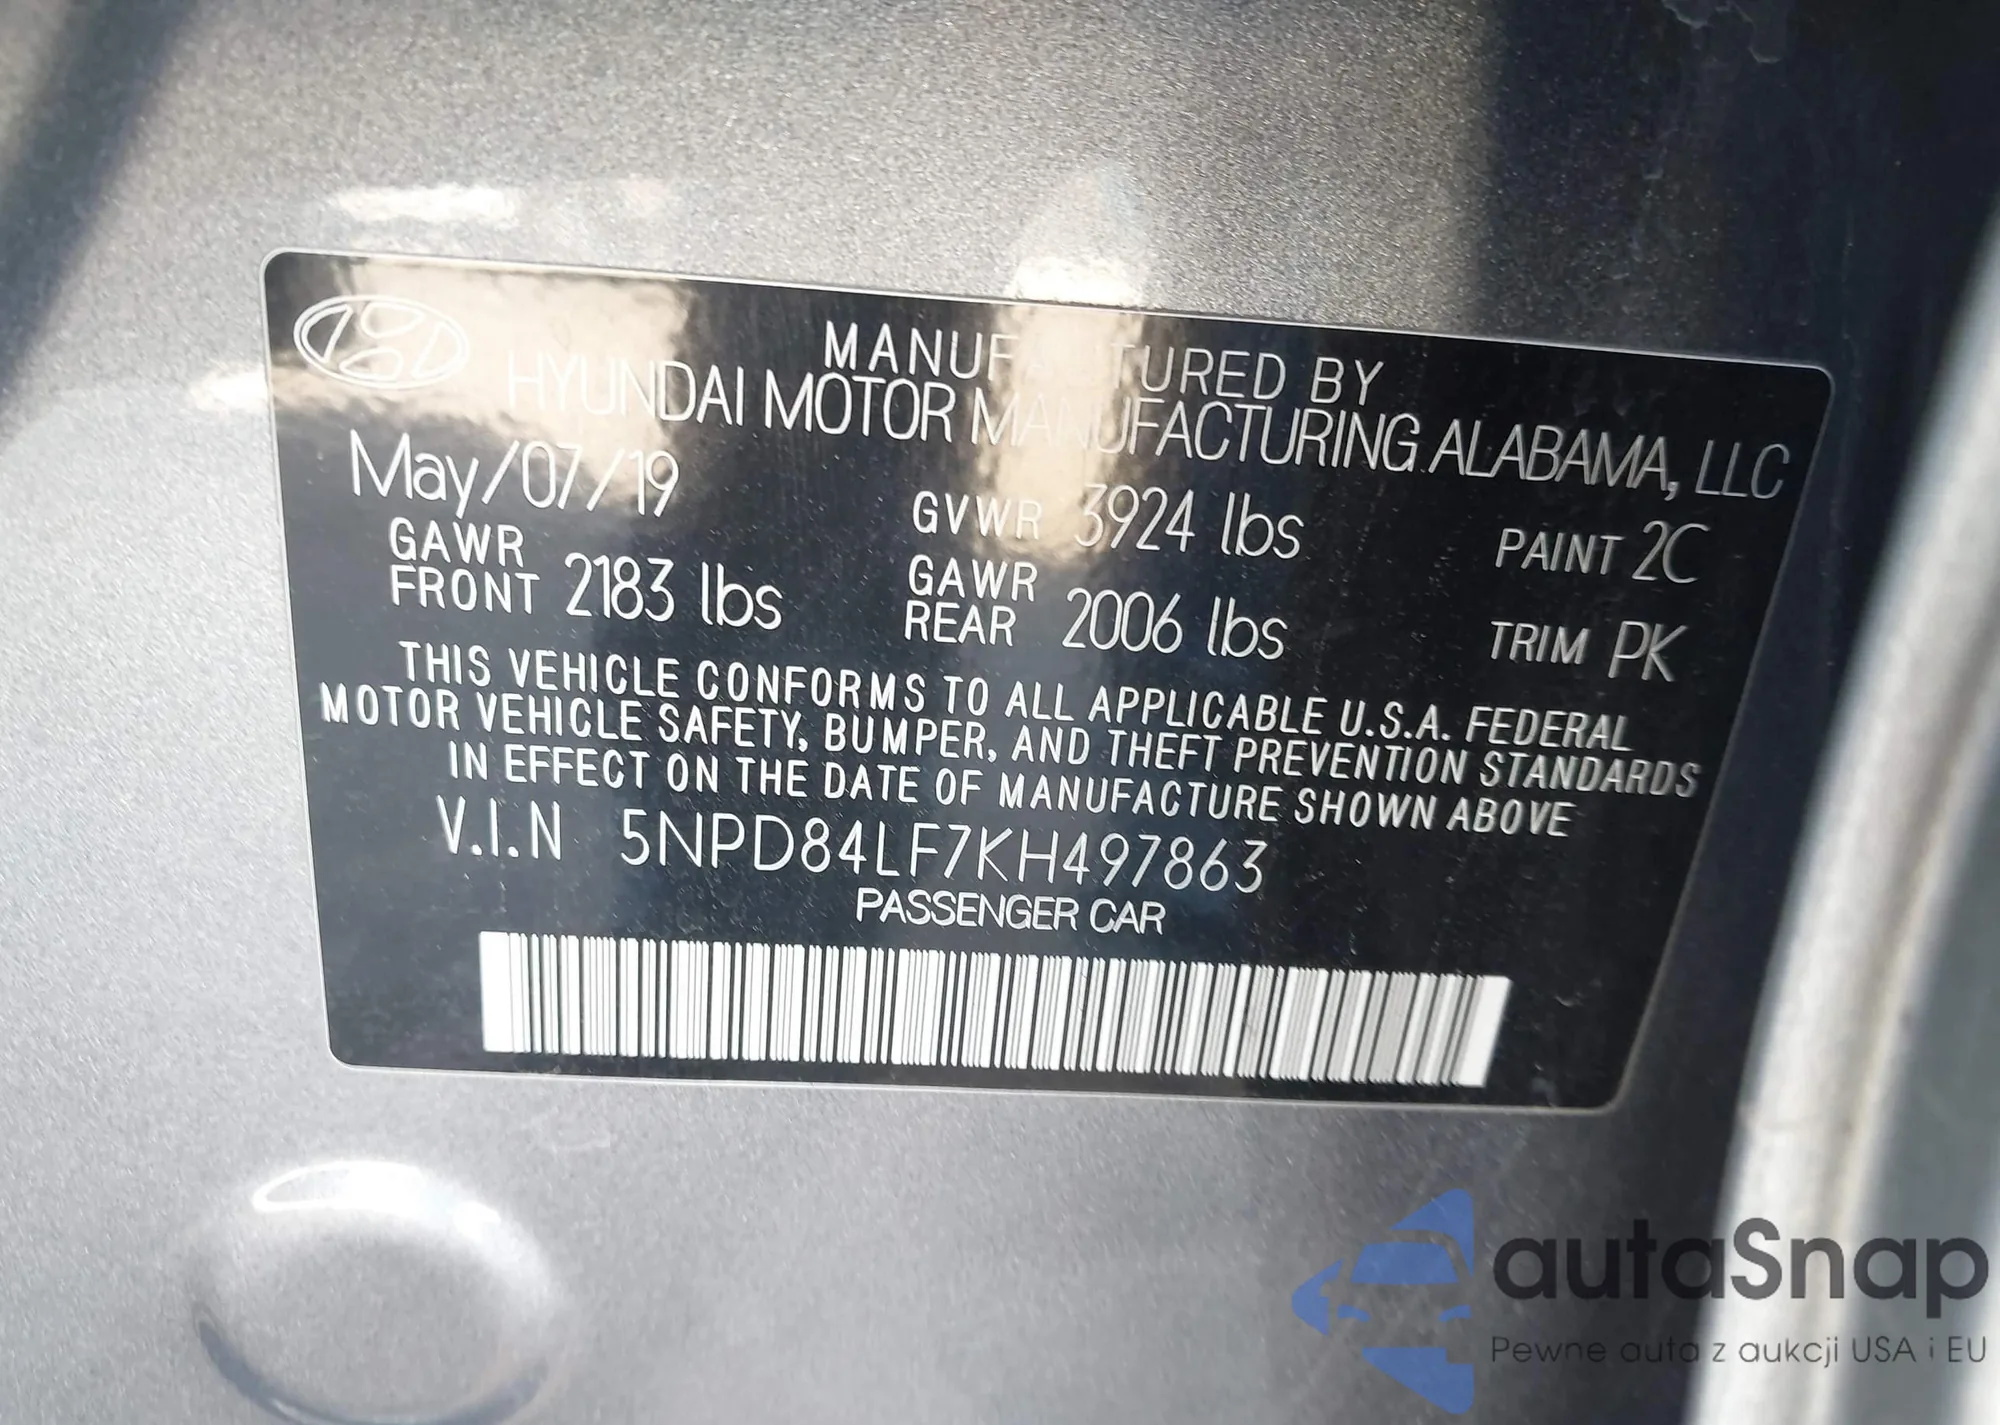 MANUFACTURED BY
HYUNDAI MOTOR MANUFACTURING ALABAMA, LLC
May/07/19 GVWR 3924 lbs PAINT 2C
GAWR FRONT 2183 lbs GAWR REAR 2006 lbs TRIM PK
THIS VEHICLE CONFORMS TO ALL APPLICABLE U.S.A. FEDERAL
MOTOR VEHICLE SAFETY, BUMPER, AND THEFT PREVENTION STANDARDS
IN EFFECT ON THE DATE OF MANUFACTURE SHOWN ABOVE
V.I.N 5NPD84LF7KH497863
PASSENGER CAR
autaSnap
Pewne auta z aukcji USA i EU